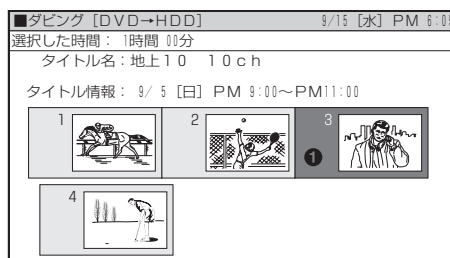 ■ダビング［DVD→HDD］ 9/15［水］PM 6:05
選択した時間： 1時間 00分
タイトル名：地上１０ １０ｃｈ
タイトル情報： 9/ 5［日］PM 9:00〜PM11:00
1 2 3
❶
4